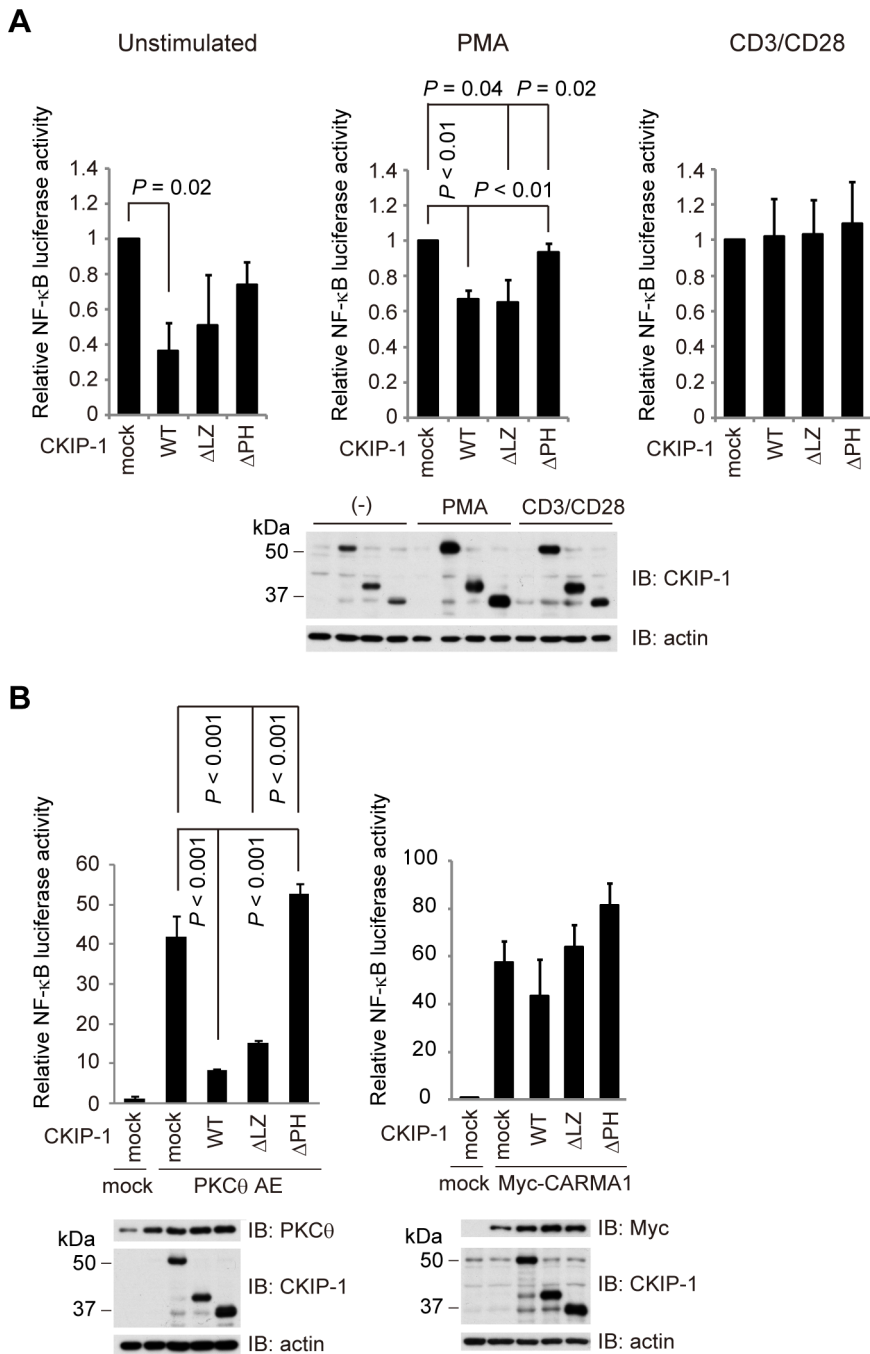 A
Unstimulated
PMA
CD3/CD28
Relative NF-κB luciferase activity
1.4
1.2
1
0.8
0.6
0.4
0.2
0
P = 0.02
CKIP-1
mock
WT
ΔLZ
ΔPH
Relative NF-κB luciferase activity
1.4
1.2
1
0.8
0.6
0.4
0.2
0
P = 0.04
P = 0.02
P < 0.01
P < 0.01
CKIP-1
mock
WT
ΔLZ
ΔPH
Relative NF-κB luciferase activity
1.4
1.2
1
0.8
0.6
0.4
0.2
0
CKIP-1
mock
WT
ΔLZ
ΔPH
(-)
PMA
CD3/CD28
kDa
50
37
IB: CKIP-1
IB: actin
B
Relative NF-κB luciferase activity
60
50
40
30
20
10
0
P < 0.001
P < 0.001
P < 0.001
P < 0.001
CKIP-1
mock
mock
WT
ΔLZ
ΔPH
mock
PKCθ AE
kDa
50
37
IB: PKCθ
IB: CKIP-1
IB: actin
Relative NF-κB luciferase activity
100
80
60
40
20
0
CKIP-1
mock
mock
WT
ΔLZ
ΔPH
mock
Myc-CARMA1
kDa
50
37
IB: Myc
IB: CKIP-1
IB: actin